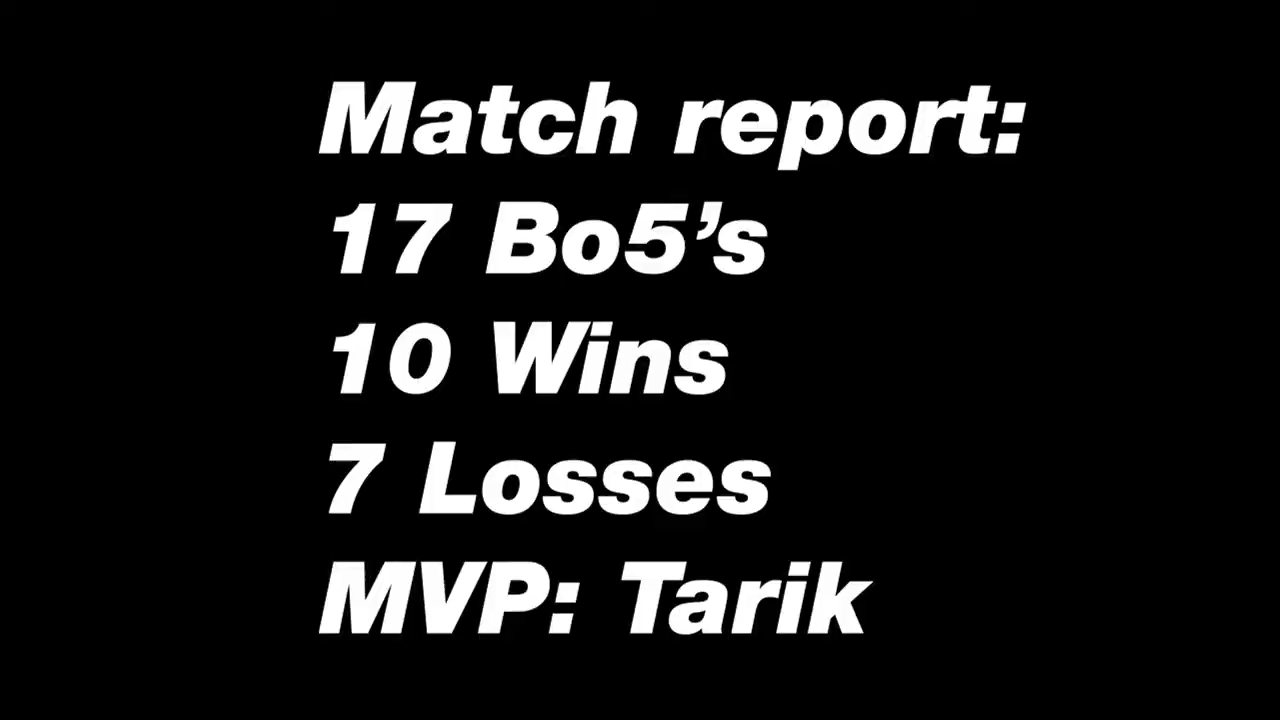 Match report:
17 Bo5’s
10 Wins
7 Losses
MVP: Tarik